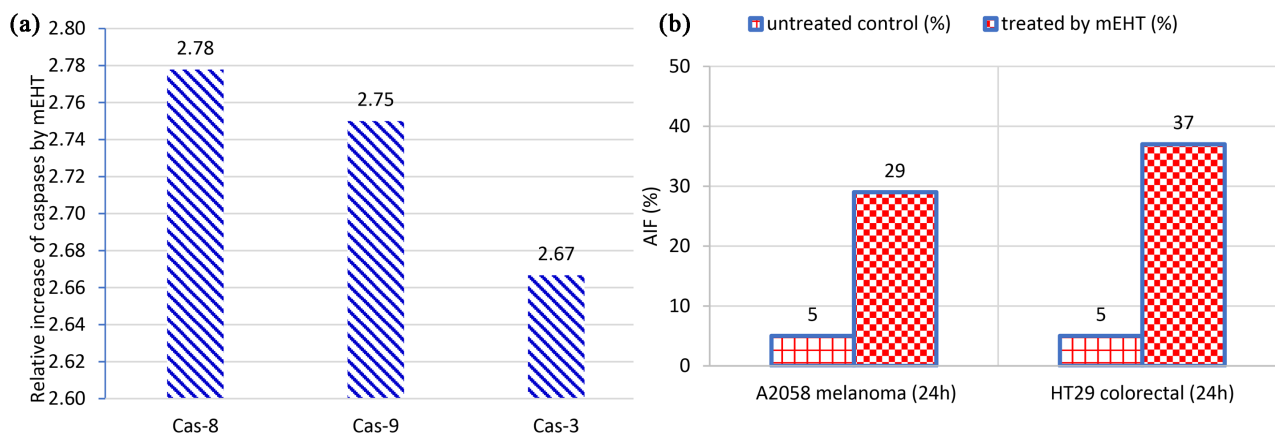 (a)
Relative increase of caspases by mEHT
2.80
2.78
2.76
2.74
2.72
2.70
2.68
2.66
2.64
2.62
2.60
2.78
2.75
2.67
Cas-8
Cas-9
Cas-3
(b)
untreated control (%)
treated by mEHT (%)
AIF (%)
50
40
30
20
10
0
5
29
5
37
A2058 melanoma (24h)
HT29 colorectal (24h)